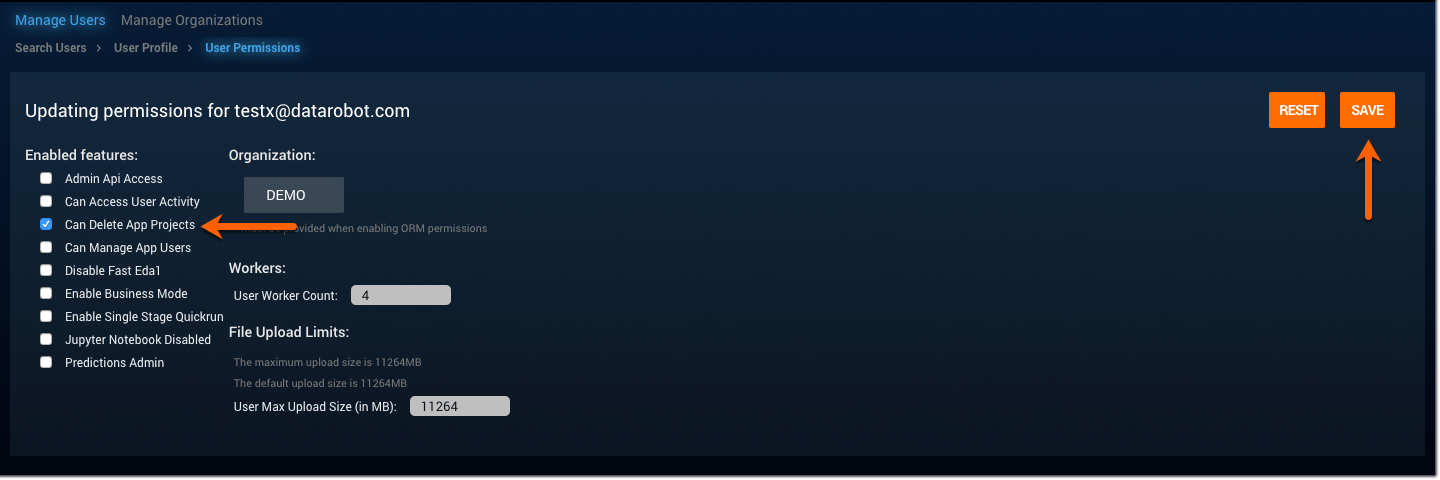 Manage Users Manage Organizations
Search Users > User Profile > User Permissions
Updating permissions for testx@datarobot.com
RESET SAVE
Enabled features:
Admin Api Access
Can Access User Activity
Can Delete App Projects
Can Manage App Users
Disable Fast Eda1
Enable Business Mode
Enable Single Stage Quickrun
Jupyter Notebook Disabled
Predictions Admin
Organization:
DEMO
provided when enabling ORM permissions
Workers:
User Worker Count: 4
File Upload Limits:
The maximum upload size is 11264MB
The default upload size is 11264MB
User Max Upload Size (in MB): 11264